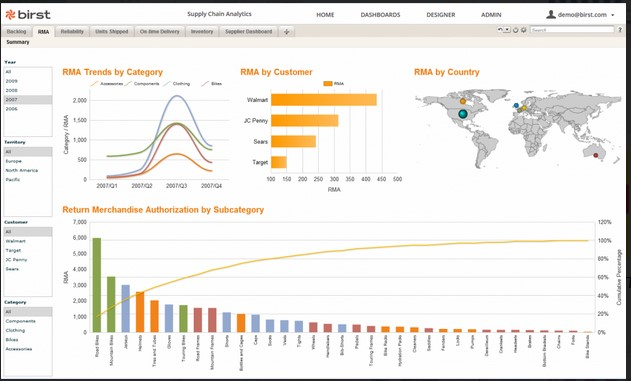 birst
Supply Chain Analytics
HOME
DASHBOARDS
DESIGNER
ADMIN
demo@birst.com
Backlog
RMA
Reliability
Units Shipped
On-time Delivery
Inventory
Supplier Dashboard
Search
Summary
Year
All
2009
2008
2007
2006
Territory
All
Europe
North America
Pacific
Customer
All
Walmart
Target
JC Penny
Sears
Category
All
Components
Clothing
Bikes
Accessories
RMA Trends by Category
Accessories
Components
Clothing
Bikes
Category / RMA
2,000
1,500
1,000
500
0
2007/Q1
2007/Q2
2007/Q3
2007/Q4
RMA by Customer
RMA
Walmart
JC Penny
Sears
Target
100 150 200 250 300 350 400 450 500
RMA
RMA by Country
Return Merchandise Authorization by Subcategory
RMA
7,000
6,000
5,000
4,000
3,000
2,000
1,000
0
120%
100%
80%
60%
40%
20%
0%
Cumulative Percentage
Road Bikes
Mountain Bikes
Jerseys
Helmets
Tires and Tubes
Gloves
Touring Bikes
Road Frames
Mountain Frames
Shorts
Bottles and Cages
Caps
Socks
Vests
Tights
Wheels
Handlebars
Bib-Shorts
Pedals
Touring Frames
Bike Racks
Hydration Packs
Cleaners
Saddles
Fenders
Locks
Pumps
Derailleurs
Cranksets
Headsets
Brakes
Bottom Brackets
Chains
Forks
Bike Stands